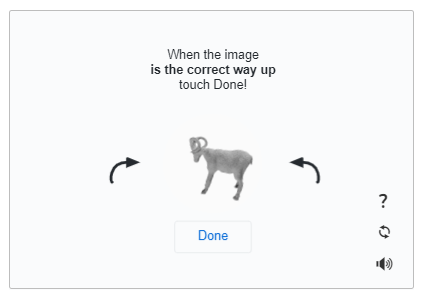 When the image
is the correct way up
touch Done!
Done
?